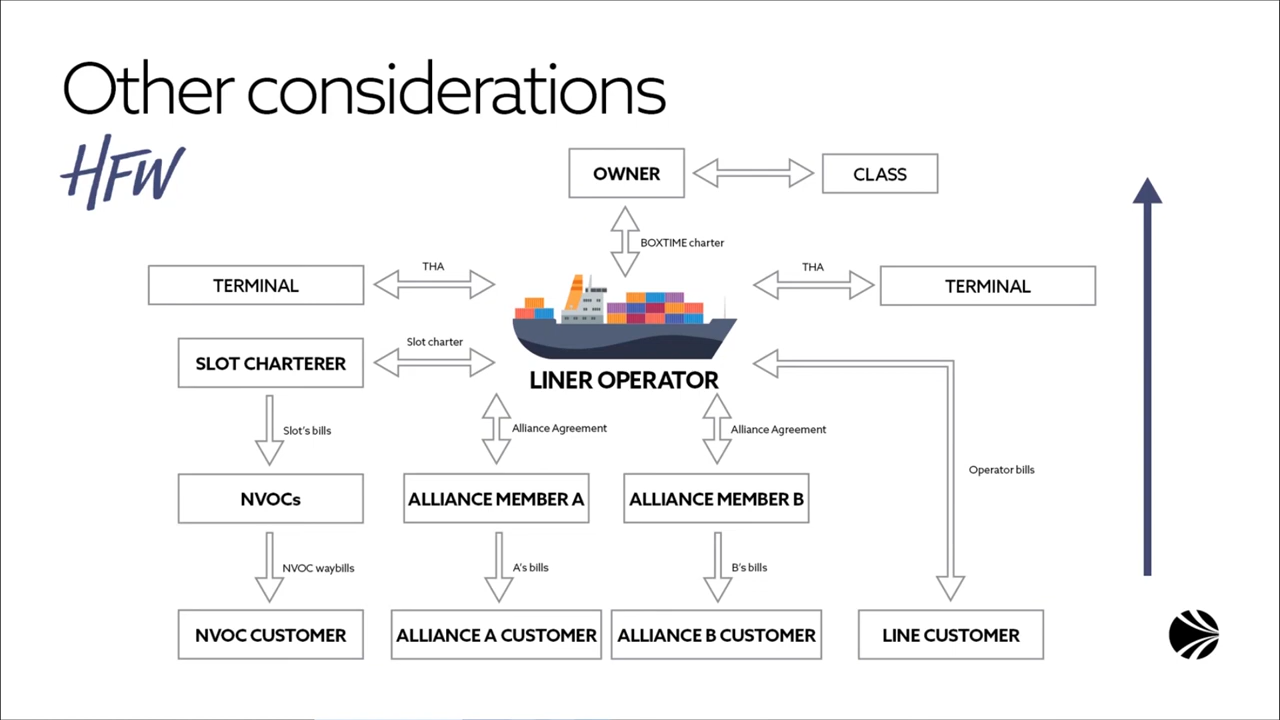 Other considerations
HFW
OWNER
CLASS
BOXTIME charter
THA
THA
TERMINAL
TERMINAL
Slot charter
SLOT CHARTERER
LINER OPERATOR
Slot's bills
Alliance Agreement
Alliance Agreement
Operator bills
NVOCs
ALLIANCE MEMBER A
ALLIANCE MEMBER B
NVOC waybills
A's bills
B's bills
NVOC CUSTOMER
ALLIANCE A CUSTOMER
ALLIANCE B CUSTOMER
LINE CUSTOMER